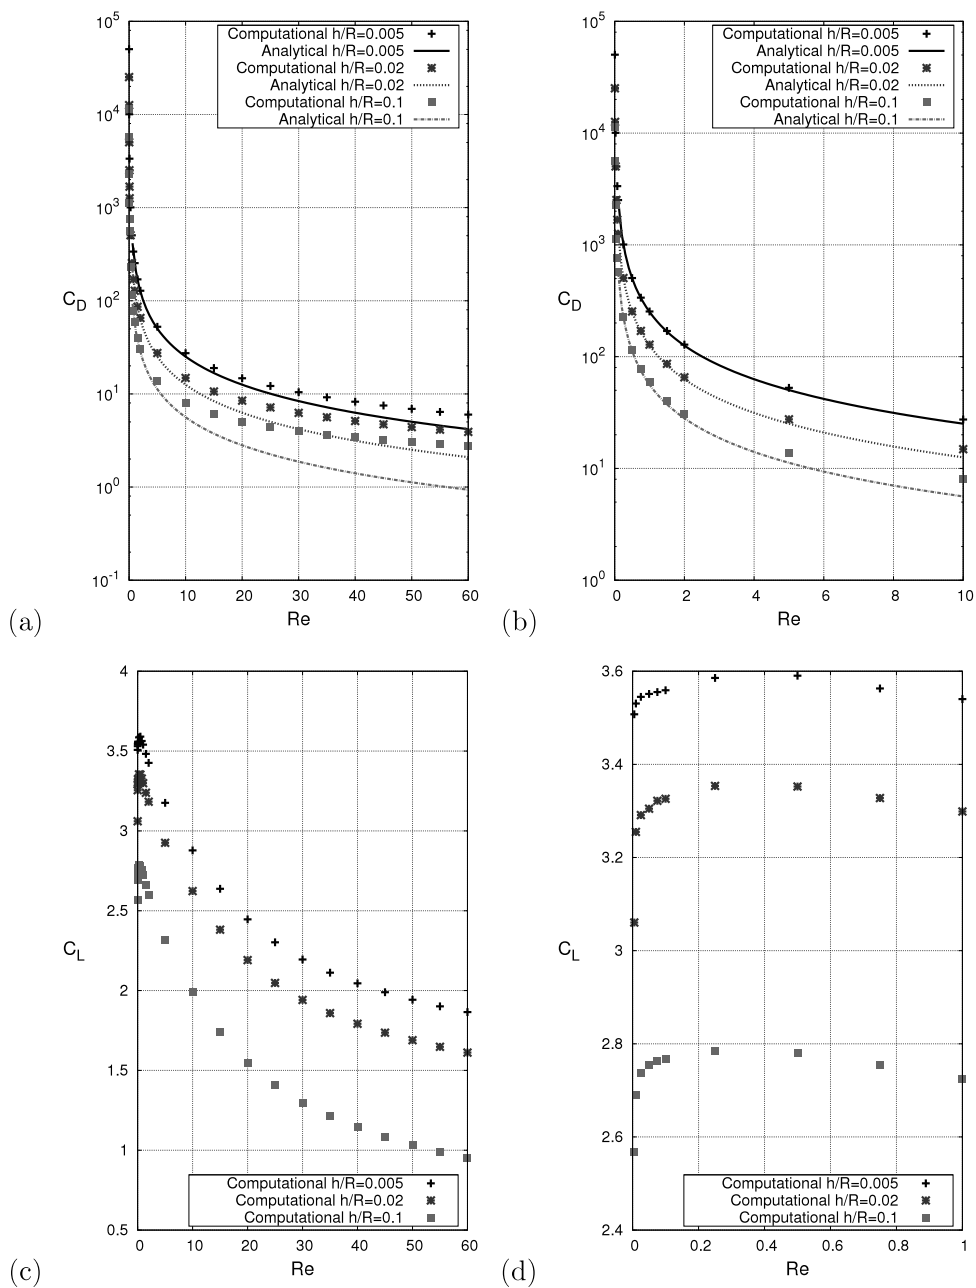 10^5
10^4
10^3
10^2
10^1
10^0
10^-1
C_D
Computational h/R=0.005
Analytical h/R=0.005
Computational h/R=0.02
Analytical h/R=0.02
Computational h/R=0.1
Analytical h/R=0.1
0 10 20 30 40 50 60
Re
(a)
10^5
10^4
10^3
10^2
10^1
10^0
C_D
Computational h/R=0.005
Analytical h/R=0.005
Computational h/R=0.02
Analytical h/R=0.02
Computational h/R=0.1
Analytical h/R=0.1
0 2 4 6 8 10
Re
(b)
4
3.5
3
2.5
2
1.5
1
0.5
C_L
Computational h/R=0.005
Computational h/R=0.02
Computational h/R=0.1
0 10 20 30 40 50 60
Re
(c)
3.6
3.4
3.2
3
2.8
2.6
2.4
C_L
Computational h/R=0.005
Computational h/R=0.02
Computational h/R=0.1
0 0.2 0.4 0.6 0.8 1
Re
(d)